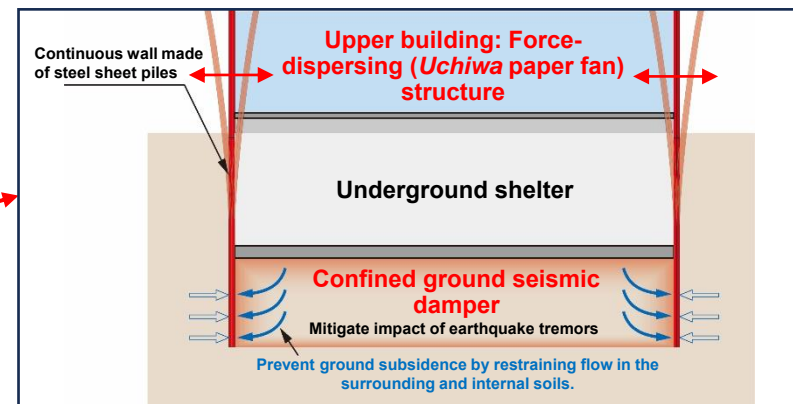 Continuous wall made
of steel sheet piles
Upper building: Force-
dispersing (Uchiwa paper fan)
structure
Underground shelter
Confined ground seismic
damper
Mitigate impact of earthquake tremors
Prevent ground subsidence by restraining flow in the
surrounding and internal soils.